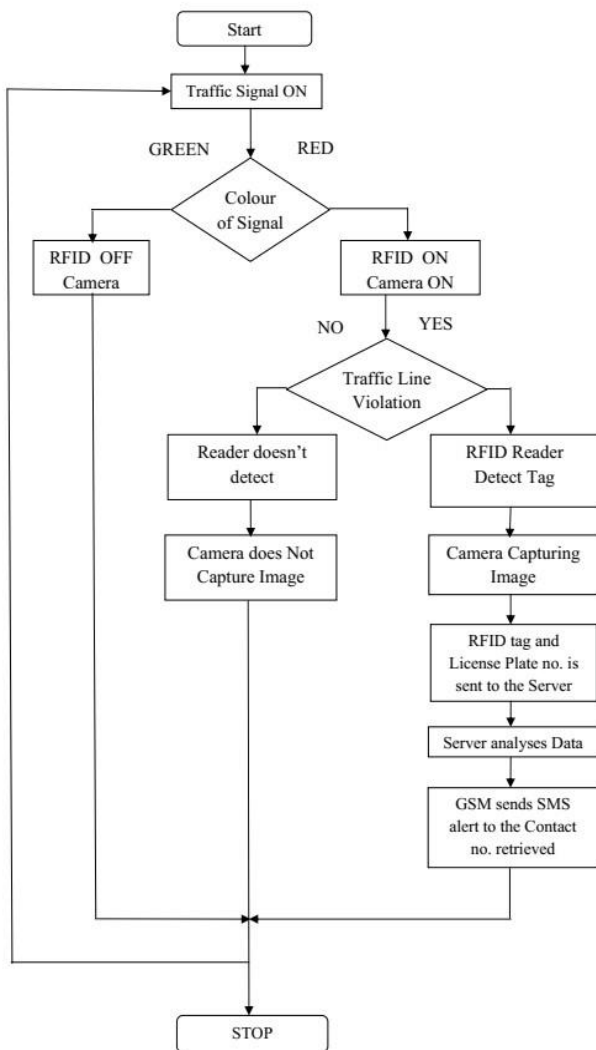 Start
Traffic Signal ON
GREEN
RED
Colour
of Signal
RFID OFF
Camera
RFID ON
Camera ON
NO
YES
Traffic Line
Violation
Reader doesn’t
detect
RFID Reader
Detect Tag
Camera does Not
Capture Image
Camera Capturing
Image
RFID tag and
License Plate no. is
sent to the Server
Server analyses Data
GSM sends SMS
alert to the Contact
no. retrieved
STOP